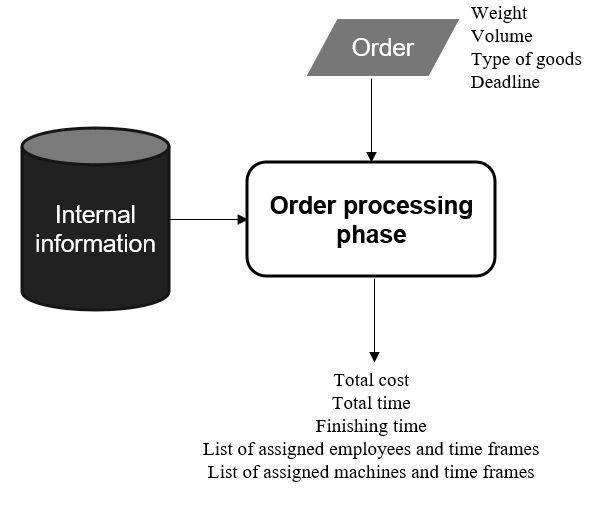 Order
Weight
Volume
Type of goods
Deadline
Internal
information
Order processing
phase
Total cost
Total time
Finishing time
List of assigned employees and time frames
List of assigned machines and time frames